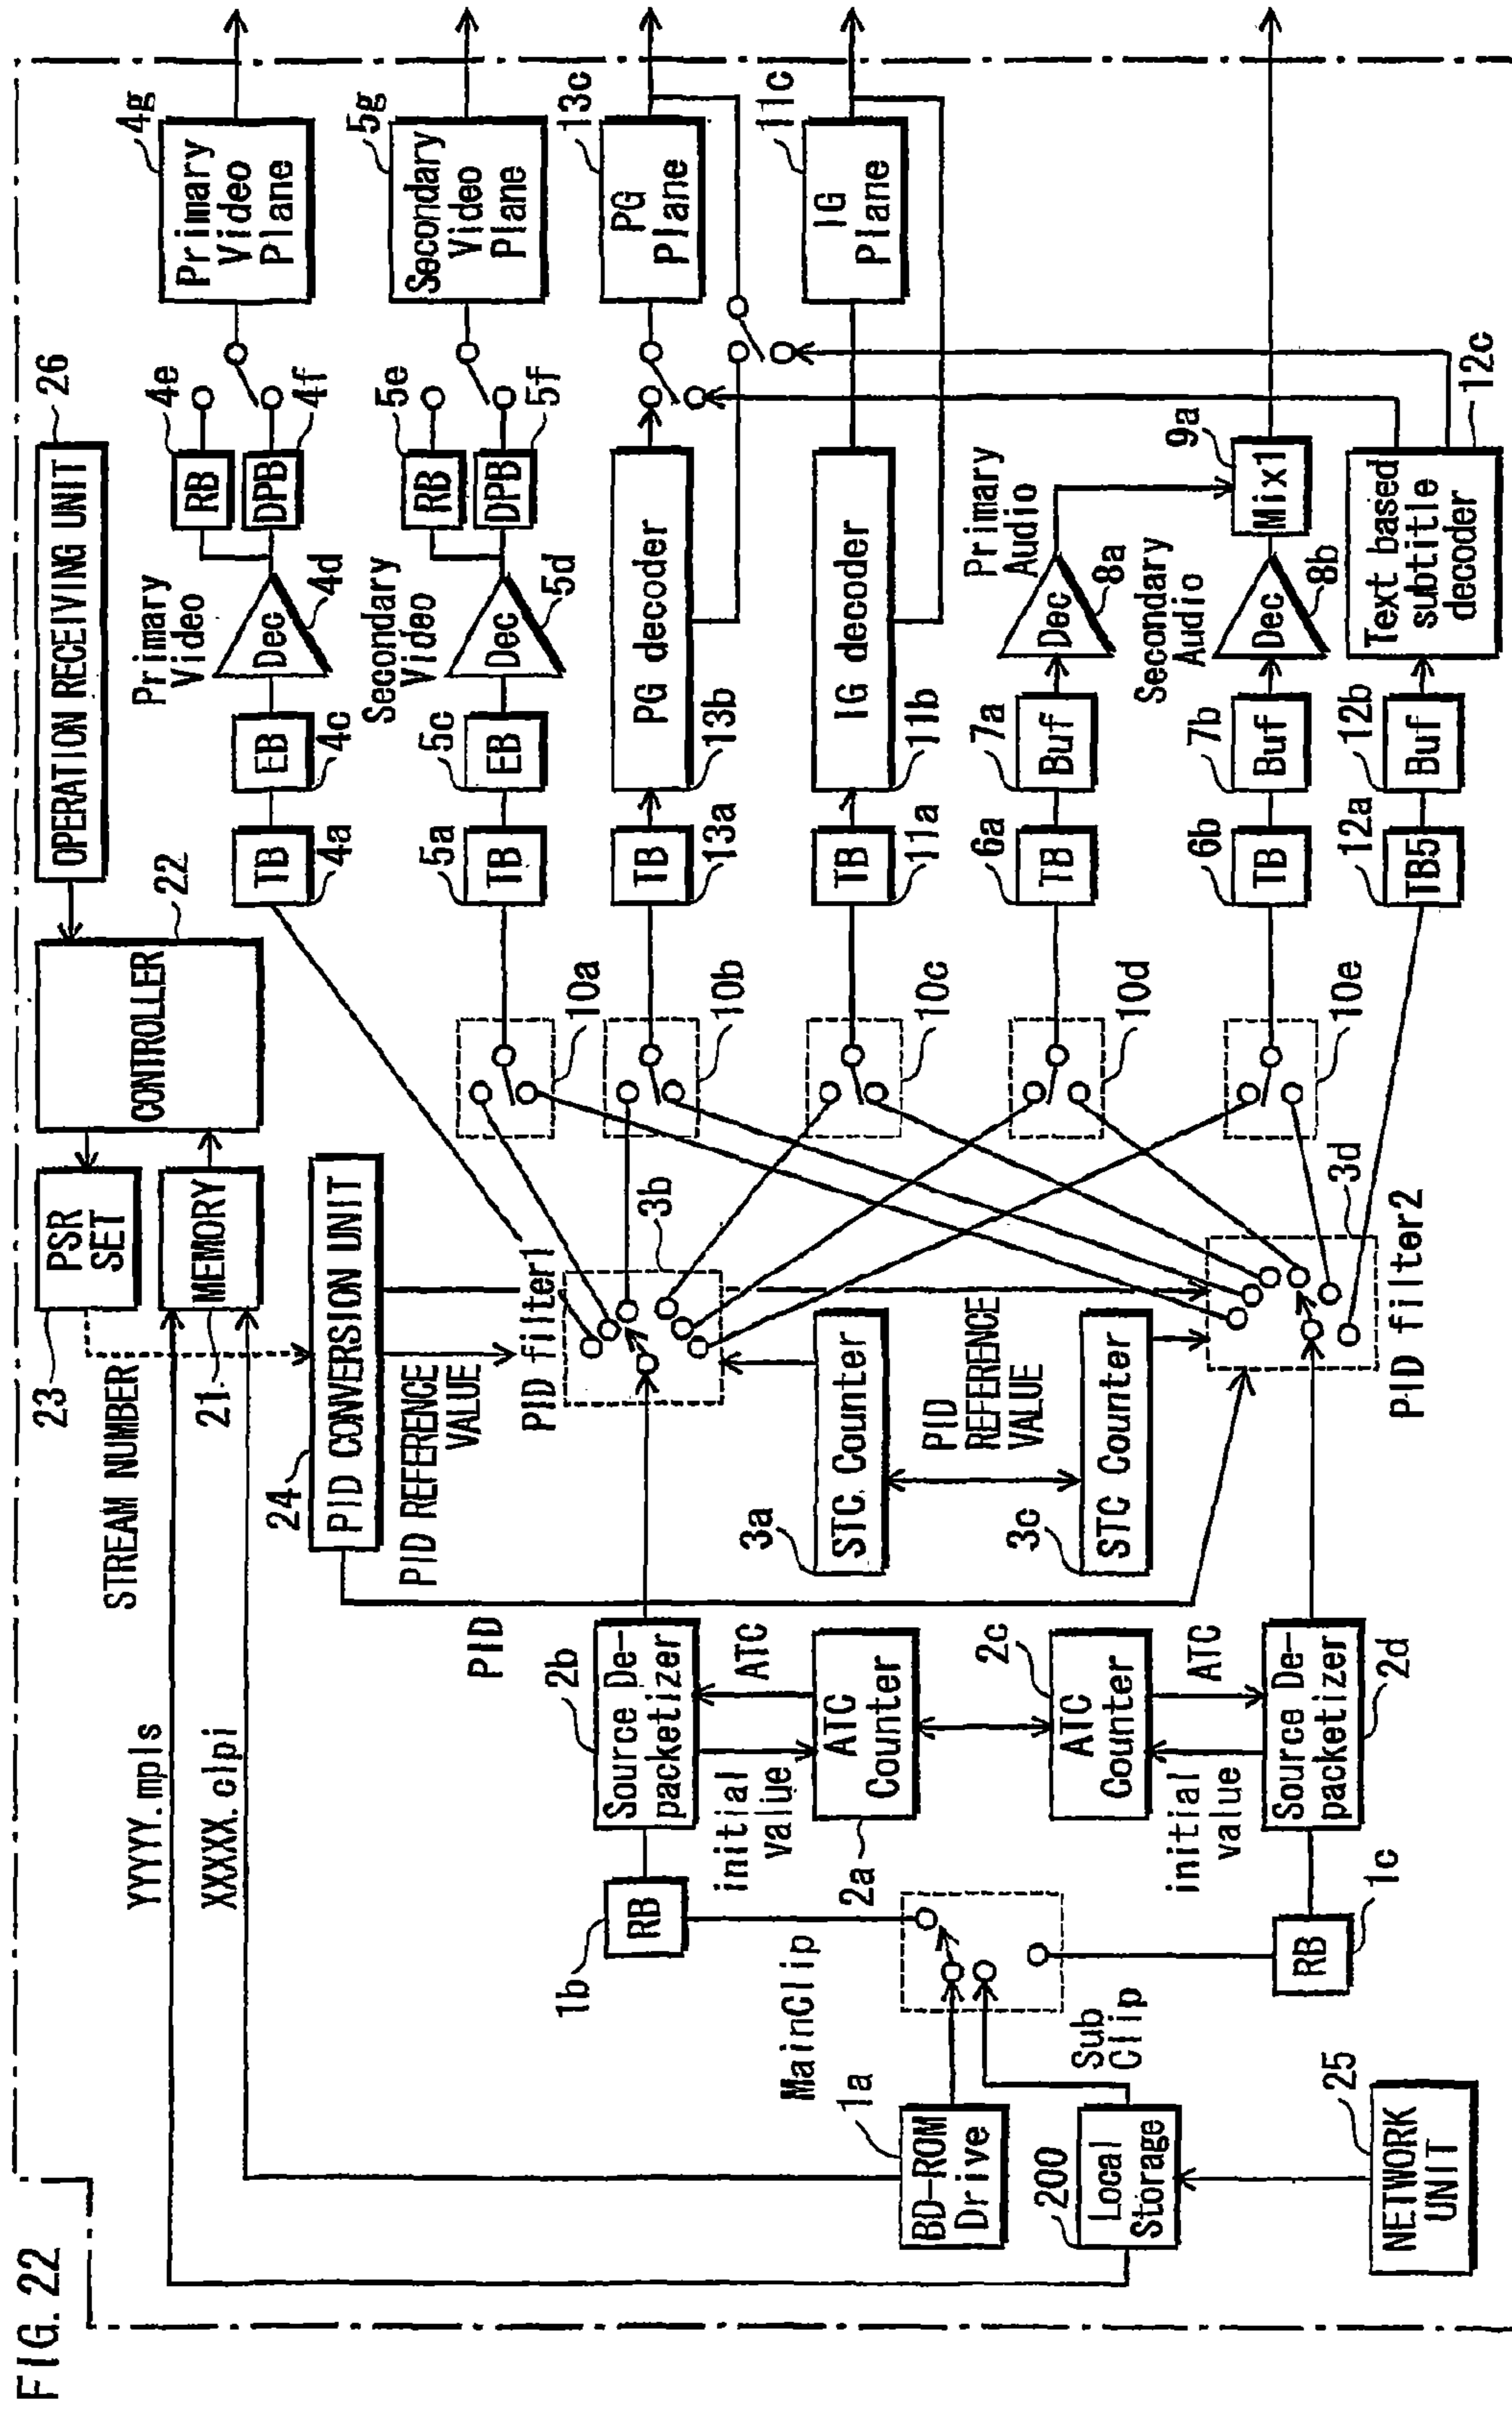 FIG. 22
YYYYY.mpls
XXXXX.clpi
STREAM NUMBER
23
PSR
SET
21
MEMORY
CONTROLLER
22
OPERATION RECEIVING UNIT
26
24
PID CONVERSION UNIT
PID REFERENCE
VALUE
PID
PID filter1
3b
BD-ROM
Drive
1a
200
Local
Storage
NETWORK
UNIT
25
MainClip
Sub
Clip
1b
RB
1c
RB
2b
Source De-
packetizer
initial
value
ATC
2a
ATC
Counter
2c
ATC
Counter
initial
value
ATC
Source De-
packetizer
2d
3a
STC Counter
PID
REFERENCE
VALUE
3c
STC Counter
3d
PID filter2
10a
10b
10c
10d
10e
TB
4a
EB
4c
Primary
Video
Dec
4d
RB
4e
DPB
4f
Primary
Video
Plane
4g
5a
TB
5c
EB
Secondary
Video
Dec
5d
RB
5e
DPB
5f
Secondary
Video
Plane
5g
TB
13a
PG decoder
13b
PG
Plane
13c
TB
11a
IG decoder
11b
IG
Plane
11c
6a
TB
7a
Buf
Primary
Audio
Dec
8a
6b
TB
7b
Buf
Secondary
Audio
Dec
8b
9a
Mix1
12a
TB5
12b
Buf
Text based
subtitle
decoder
12c